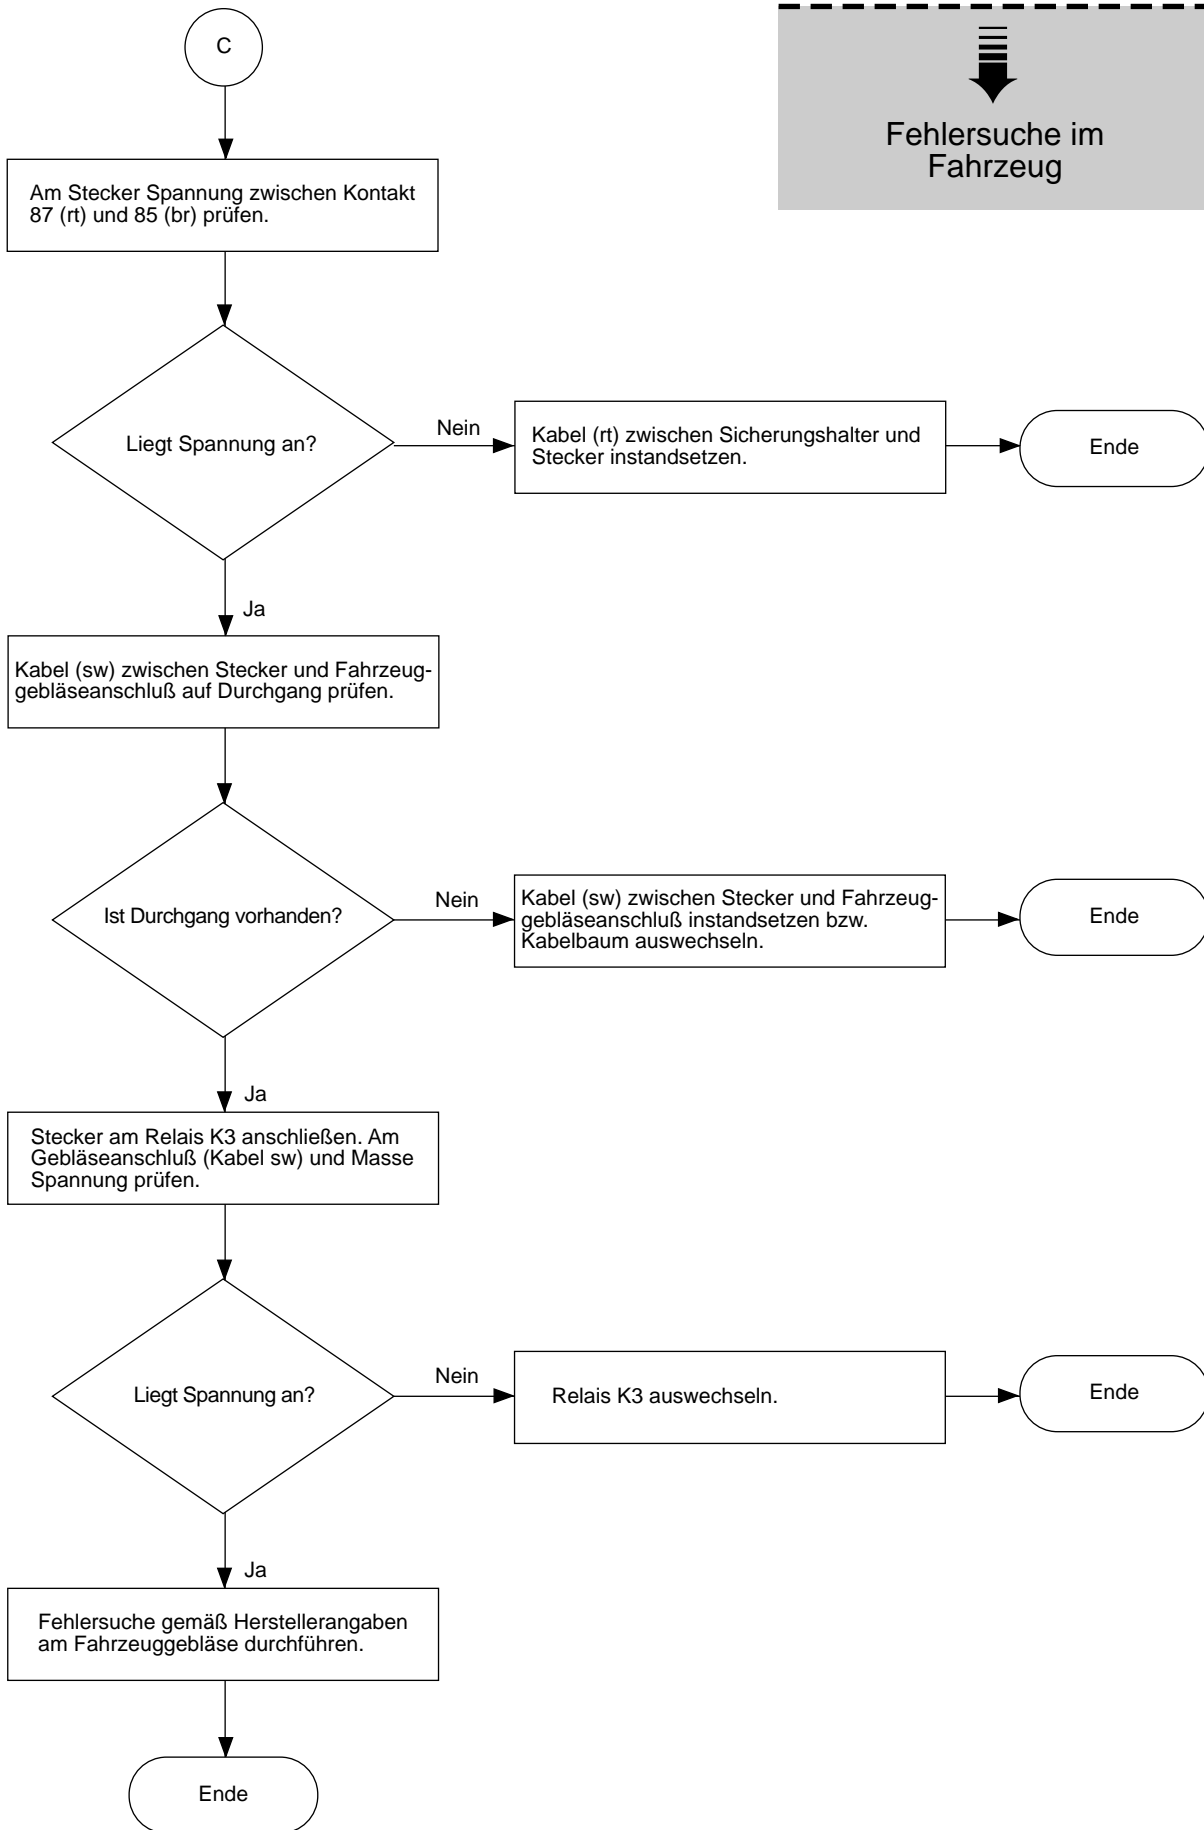 C
Fehlersuche im
Fahrzeug
Am Stecker Spannung zwischen Kontakt
87 (rt) und 85 (br) prüfen.
Liegt Spannung an?
Nein
Kabel (rt) zwischen Sicherungshalter und
Stecker instandsetzen.
Ende
Ja
Kabel (sw) zwischen Stecker und Fahrzeug-
gebläseanschluß auf Durchgang prüfen.
Ist Durchgang vorhanden?
Nein
Kabel (sw) zwischen Stecker und Fahrzeug-
gebläseanschluß instandsetzen bzw.
Kabelbaum auswechseln.
Ende
Ja
Stecker am Relais K3 anschließen. Am
Gebläseanschluß (Kabel sw) und Masse
Spannung prüfen.
Liegt Spannung an?
Nein
Relais K3 auswechseln.
Ende
Ja
Fehlersuche gemäß Herstellerangaben
am Fahrzeuggebläse durchführen.
Ende